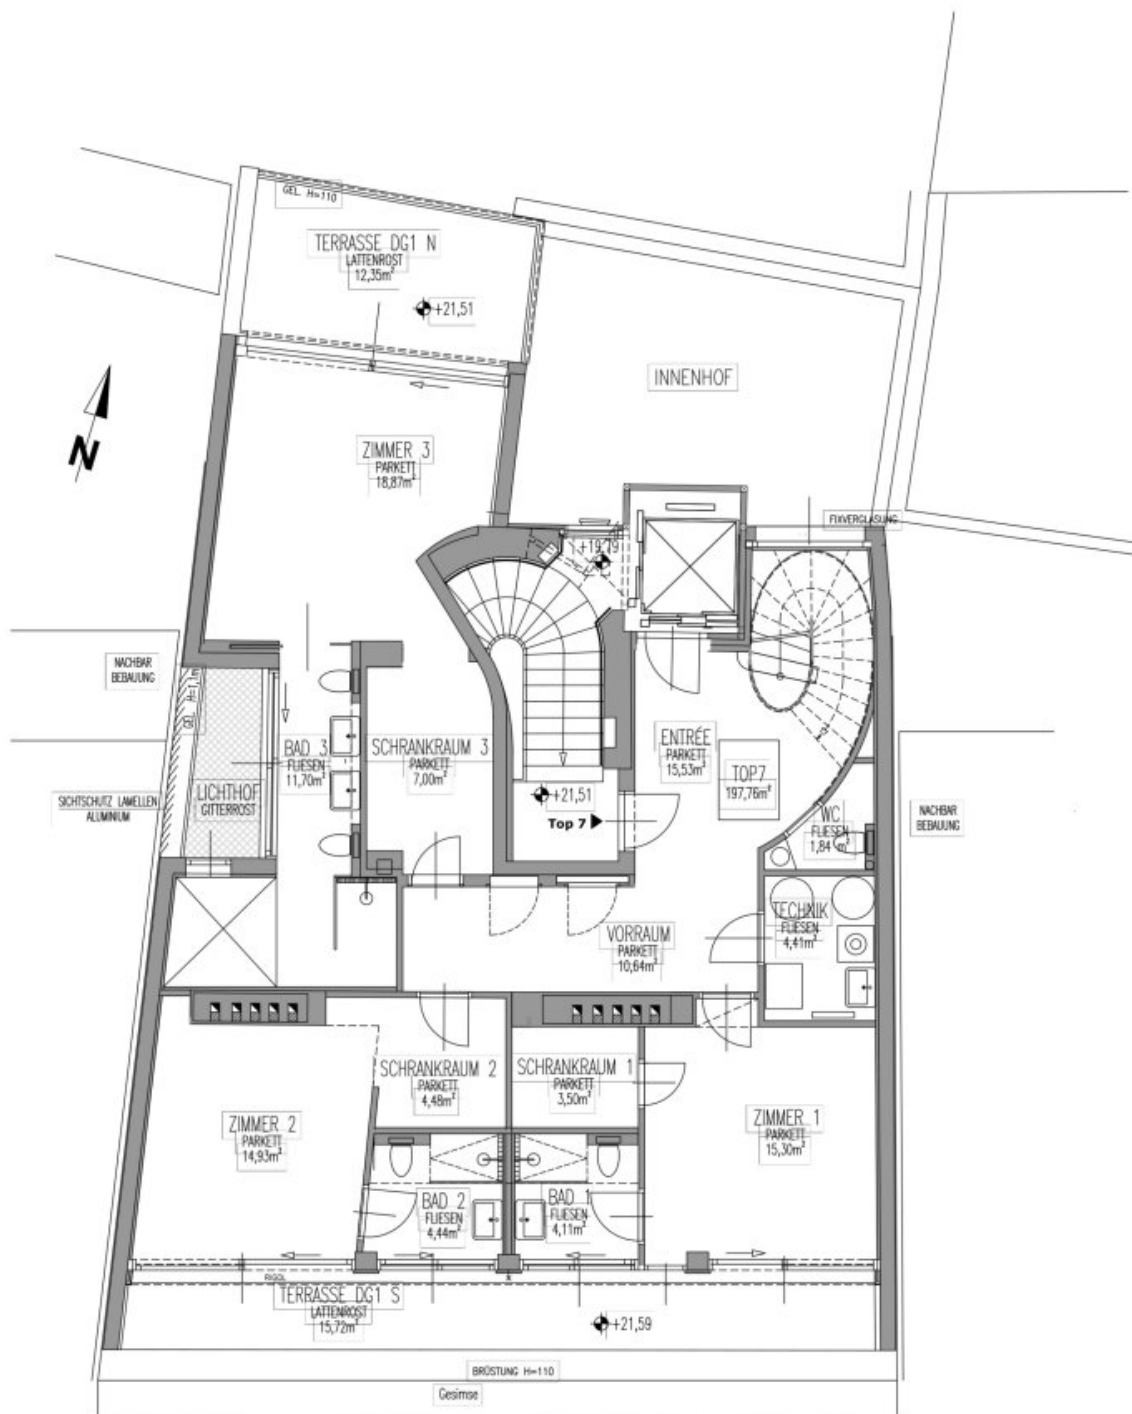 GEL. H=110
TERRASSE DG1 N
LATTENROST
12,35m²
+21,51
INNENHOF
N
ZIMMER 3
PARKETT
18,87m²
FIXVERGLASUNG
+19,79
NACHBAR
BEBAUUNG
GEL. H=1,1m
BAD 3
FLIESEN
11,70m²
SCHRANKRAUM 3
PARKETT
7,00m²
ENTRÉE
PARKETT
15,53m²
TOP7
197,76m²
LICHTHOF
GITTERROST
SICHTSCHUTZ LAMELLEN
ALUMINIUM
+21,51
Top 7
WC
FLIESEN
1,84 m²
NACHBAR
BEBAUUNG
TECHNIK
FLIESEN
4,41m²
VORRAUM
PARKETT
10,64m²
SCHRANKRAUM 2
PARKETT
4,48m²
SCHRANKRAUM 1
PARKETT
3,50m²
ZIMMER 2
PARKETT
14,93m²
ZIMMER 1
PARKETT
15,30m²
BAD 2
FLIESEN
4,44m²
BAD 1
FLIESEN
4,11m²
RIGOL
TERRASSE DG1 S
LATTENROST
15,72m²
+21,59
BRÜSTUNG H=110
Gesimse